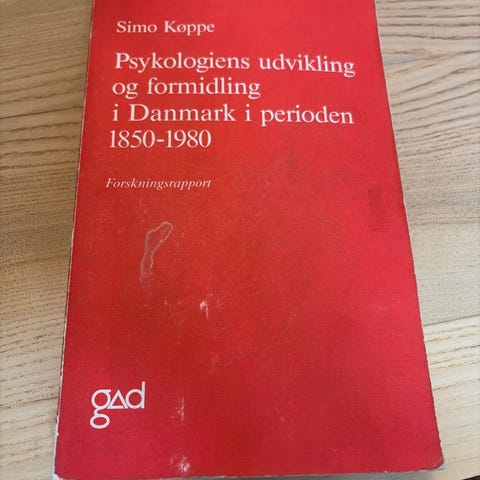 Simo Køppe
Psykologiens udvikling
og formidling
i Danmark i perioden
1850-1980
Forskningsrapport
gad